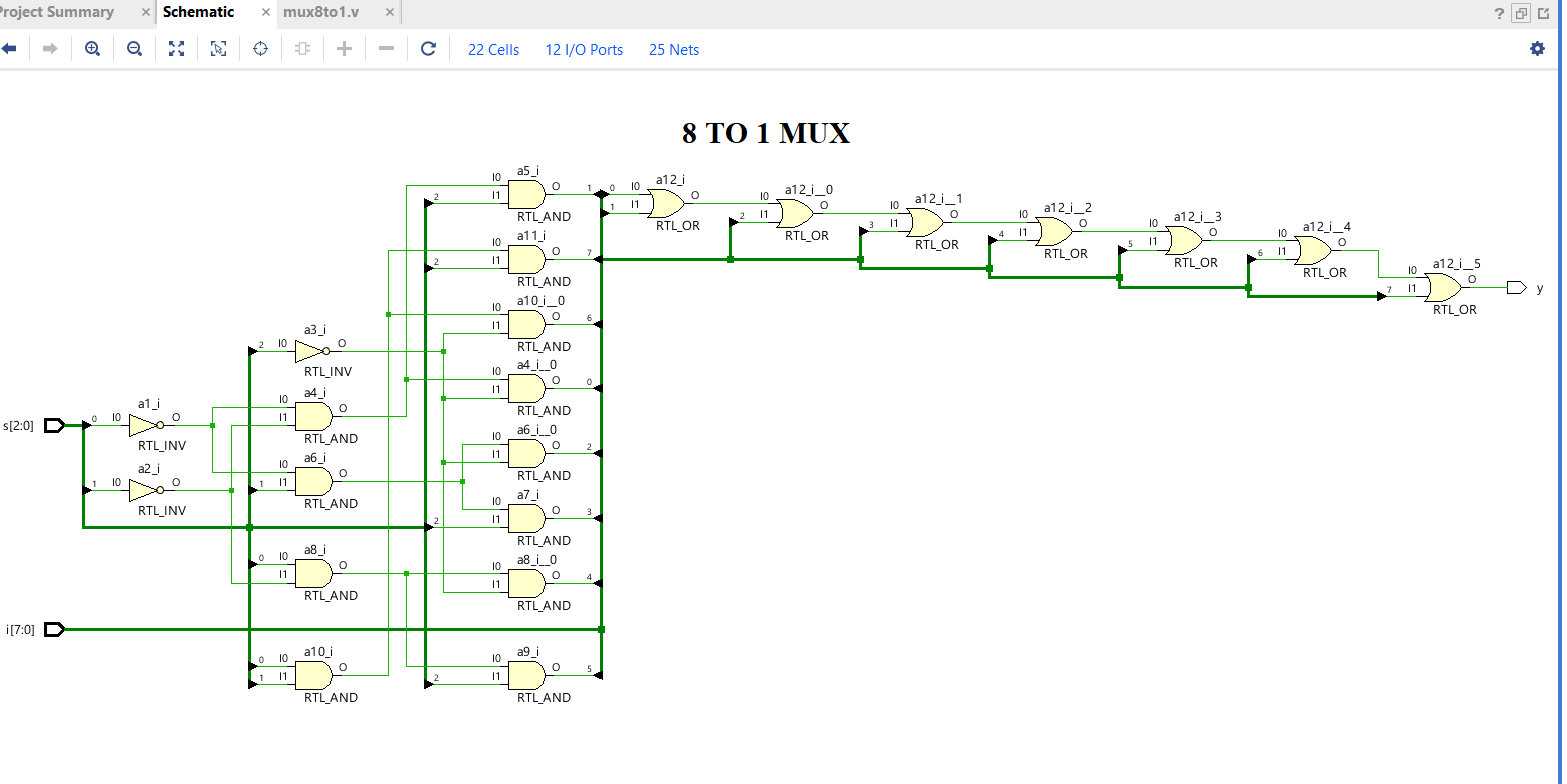 Project Summary × Schematic × mux8to1.v × ?
22 Cells 12 I/O Ports 25 Nets
8 TO 1 MUX
a5_i
I0 I1 O RTL_AND
2 1
a11_i
I0 I1 O RTL_AND
2 7
a10_i__0
I0 I1 O RTL_AND
6
a4_i__0
I0 I1 O RTL_AND
0
a6_i__0
I0 I1 O RTL_AND
2
a7_i
I0 I1 O RTL_AND
2 3
a8_i__0
I0 I1 O RTL_AND
4
a9_i
I0 I1 O RTL_AND
2 5
a12_i
0 I0 1 I1 O RTL_OR
a12_i__0
I0 2 I1 O RTL_OR
a12_i__1
I0 3 I1 O RTL_OR
a12_i__2
I0 4 I1 O RTL_OR
a12_i__3
I0 5 I1 O RTL_OR
a12_i__4
I0 6 I1 O RTL_OR
a12_i__5
I0 7 I1 O RTL_OR
y
a3_i
2 I0 O RTL_INV
a1_i
0 I0 O RTL_INV
a2_i
1 I0 O RTL_INV
a4_i
I0 I1 O RTL_AND
a6_i
I0 1 I1 O RTL_AND
a8_i
0 I0 I1 O RTL_AND
a10_i
0 I0 1 I1 O RTL_AND
s[2:0]
i[7:0]